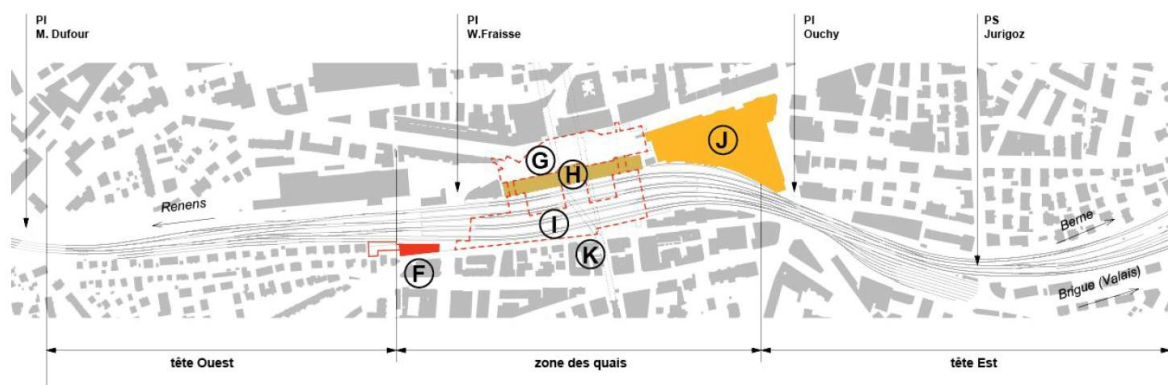 PI
M. Dufour
PI
W.Fraisse
PI
Ouchy
PS
Jurigoz
J
G
H
Renens
I
Berne
K
F
Brigue (Valais)
tête Ouest
zone des quais
tête Est